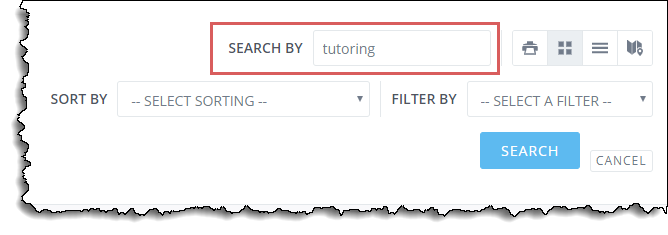 SEARCH BY tutoring
SORT BY -- SELECT SORTING -- FILTER BY -- SELECT A FILTER --
SEARCH CANCEL